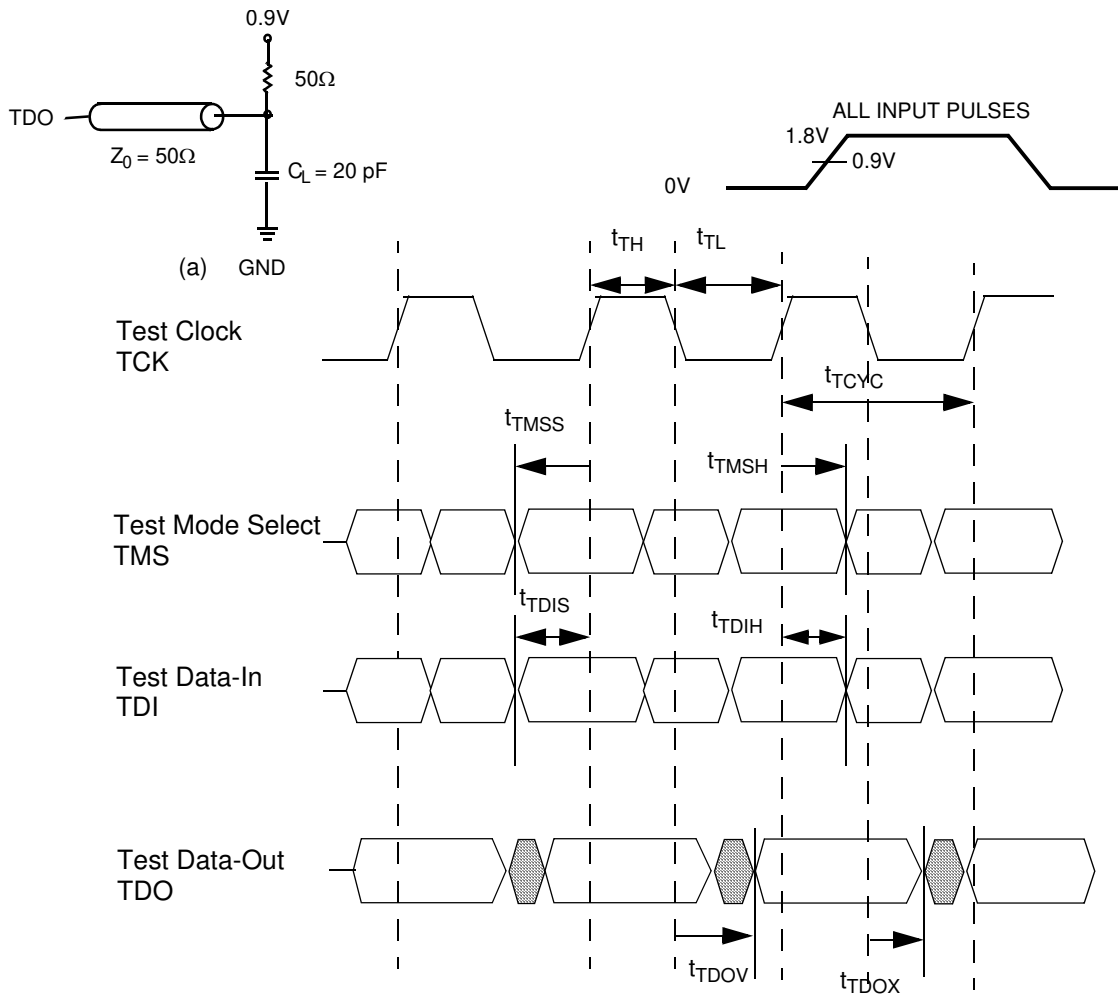 0.9V
50Ω
TDO
Z0 = 50Ω
CL = 20 pF
(a) GND
ALL INPUT PULSES
1.8V
0.9V
0V
tTH
tTL
Test Clock
TCK
tTCYC
tTMSS
tTMSH
Test Mode Select
TMS
tTDIS
tTDIH
Test Data-In
TDI
Test Data-Out
TDO
tTDOV
tTDOX